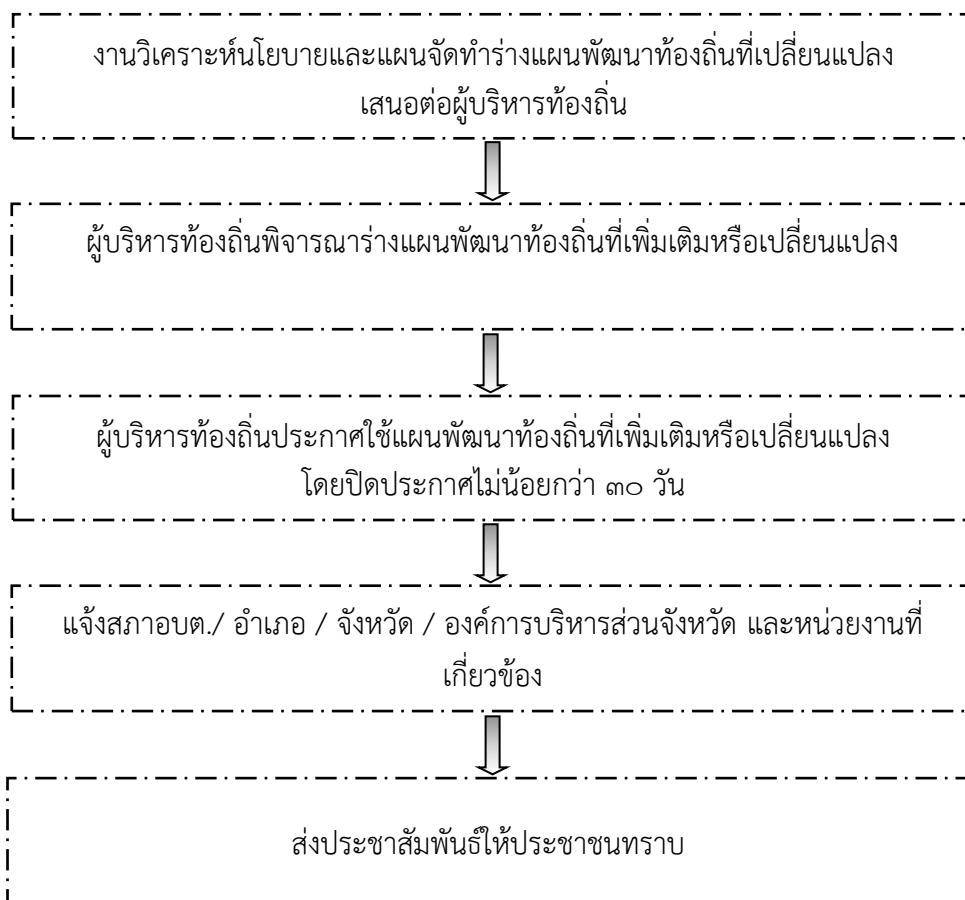 งานวิเคราะห์นโยบายและแผนจัดทำร่างแผนพัฒนาท้องถิ่นที่เปลี่ยนแปลง
เสนอต่อผู้บริหารท้องถิ่น
ผู้บริหารท้องถิ่นพิจารณาร่างแผนพัฒนาท้องถิ่นที่เพิ่มเติมหรือเปลี่ยนแปลง
ผู้บริหารท้องถิ่นประกาศใช้แผนพัฒนาท้องถิ่นที่เพิ่มเติมหรือเปลี่ยนแปลง
โดยปิดประกาศไม่น้อยกว่า ๓๐ วัน
แจ้งสภาอบต./ อำเภอ / จังหวัด / องค์การบริหารส่วนจังหวัด และหน่วยงานที่
เกี่ยวข้อง
ส่งประชาสัมพันธ์ให้ประชาชนทราบ